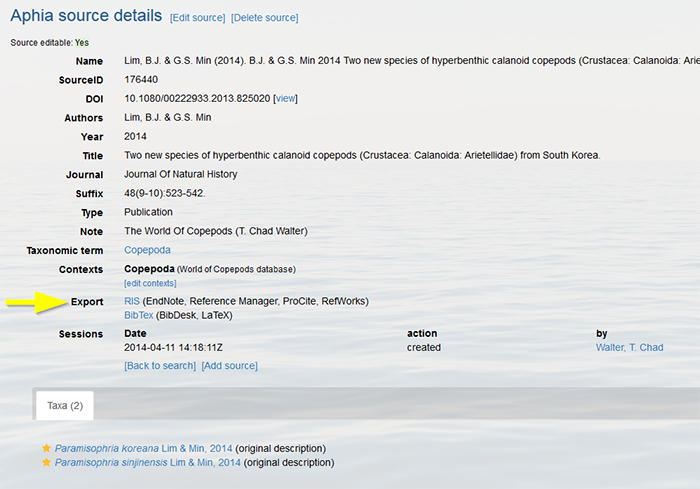 Aphia source details [Edit source] [Delete source]
Source editable: Yes
Name Lim, B.J. & G.S. Min (2014). B.J. & G.S. Min 2014 Two new species of hyperbenthic calanoid copepods (Crustacea: Calanoida: Arie
SourceID 176440
DOI 10.1080/00222933.2013.825020 [view]
Authors Lim, B.J. & G.S. Min
Year 2014
Title Two new species of hyperbenthic calanoid copepods (Crustacea: Calanoida: Arietellidae) from South Korea.
Journal Journal Of Natural History
Suffix 48(9-10):523-542.
Type Publication
Note The World Of Copepods (T. Chad Walter)
Taxonomic term Copepoda
Contexts Copepoda (World of Copepods database)
[edit contexts]
Export RIS (EndNote, Reference Manager, ProCite, RefWorks)
BibTex (BibDesk, LaTeX)
Sessions Date action by
2014-04-11 14:18:11Z created Walter, T. Chad
[Back to search] [Add source]
Taxa (2)
Paramisophria koreana Lim & Min, 2014 (original description)
Paramisophria sinjinensis Lim & Min, 2014 (original description)